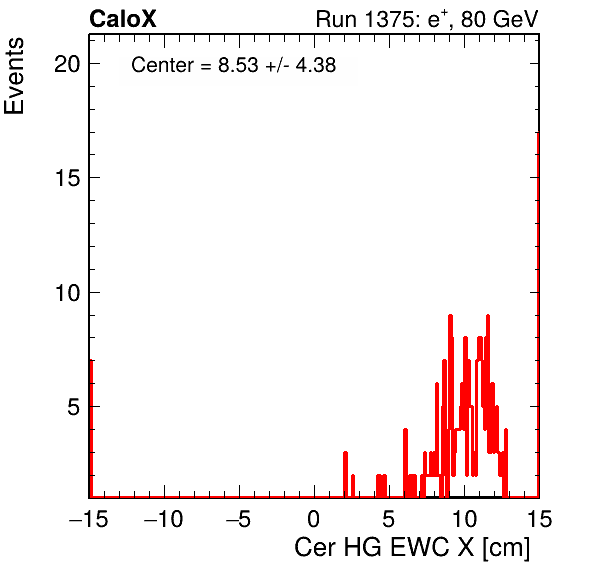 CaloX Run 1375: e⁺, 80 GeV
Center = 8.53 +/- 4.38
Events
20
15
10
5
−15 −10 −5 0 5 10 15
Cer HG EWC X [cm]